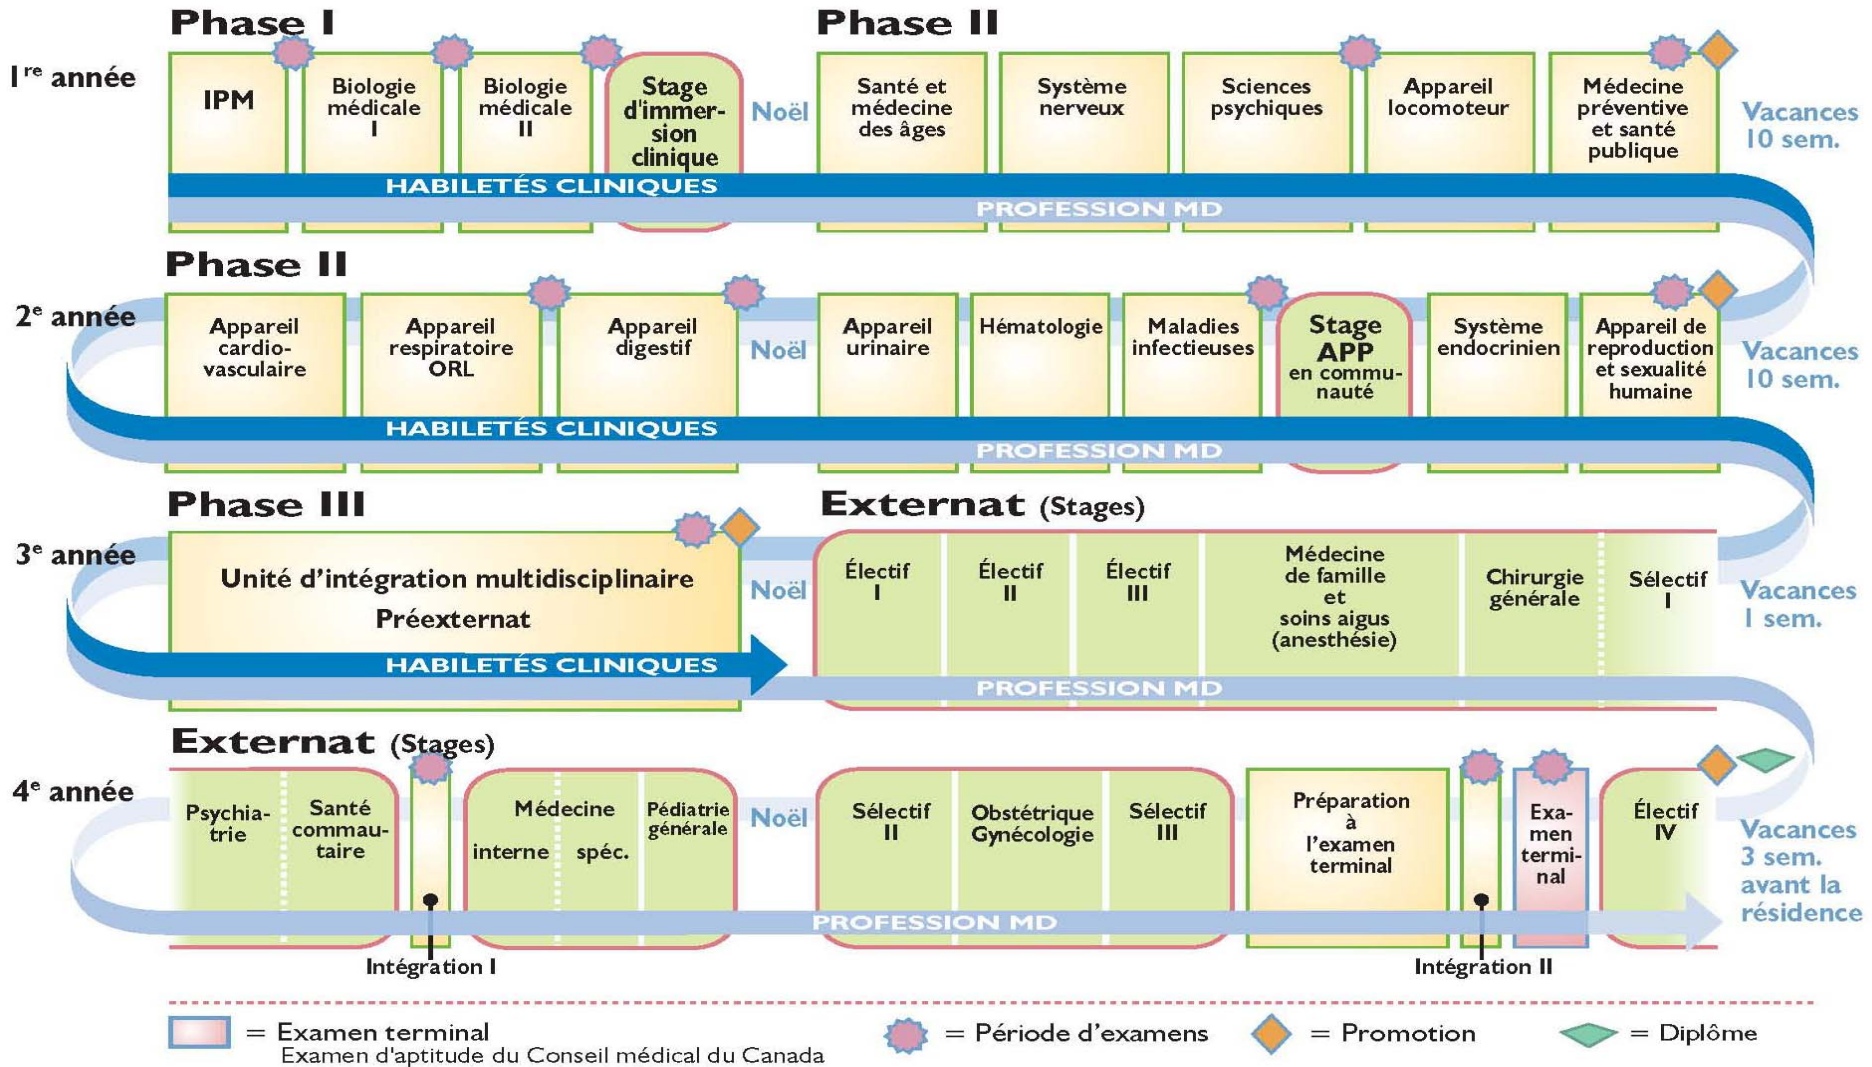 Phase I
Phase II
1re année
IPM
Biologie
médicale
I
Biologie
médicale
II
Stage
d'immer-
sion
clinique
Noël
Santé et
médecine
des âges
Système
nerveux
Sciences
psychiques
Appareil
locomoteur
Médecine
préventive
et santé
publique
Vacances
10 sem.
HABILETÉS CLINIQUES
PROFESSION MD
Phase II
2e année
Appareil
cardio-
vasculaire
Appareil
respiratoire
ORL
Appareil
digestif
Noël
Appareil
urinaire
Hématologie
Maladies
infectieuses
Stage
APP
en commu-
nauté
Système
endocrinien
Appareil de
reproduction
et sexualité
humaine
Vacances
10 sem.
HABILETÉS CLINIQUES
PROFESSION MD
Phase III
Externat (Stages)
3e année
Unité d'intégration multidisciplinaire
Préexternat
Noël
Électif
I
Électif
II
Électif
III
Médecine
de famille
et
soins aigus
(anesthésie)
Chirurgie
générale
Sélectif
I
Vacances
1 sem.
HABILETÉS CLINIQUES
PROFESSION MD
Externat (Stages)
4e année
Psychia-
trie
Santé
commau-
taire
Médecine
interne
spéc.
Pédiatrie
générale
Noël
Sélectif
II
Obstétrique
Gynécologie
Sélectif
III
Préparation
à
l'examen
terminal
Exa-
men
termi-
nal
Électif
IV
Vacances
3 sem.
avant la
résidence
PROFESSION MD
Intégration I
Intégration II
= Examen terminal
Examen d'aptitude du Conseil médical du Canada
= Période d'examens
= Promotion
= Diplôme